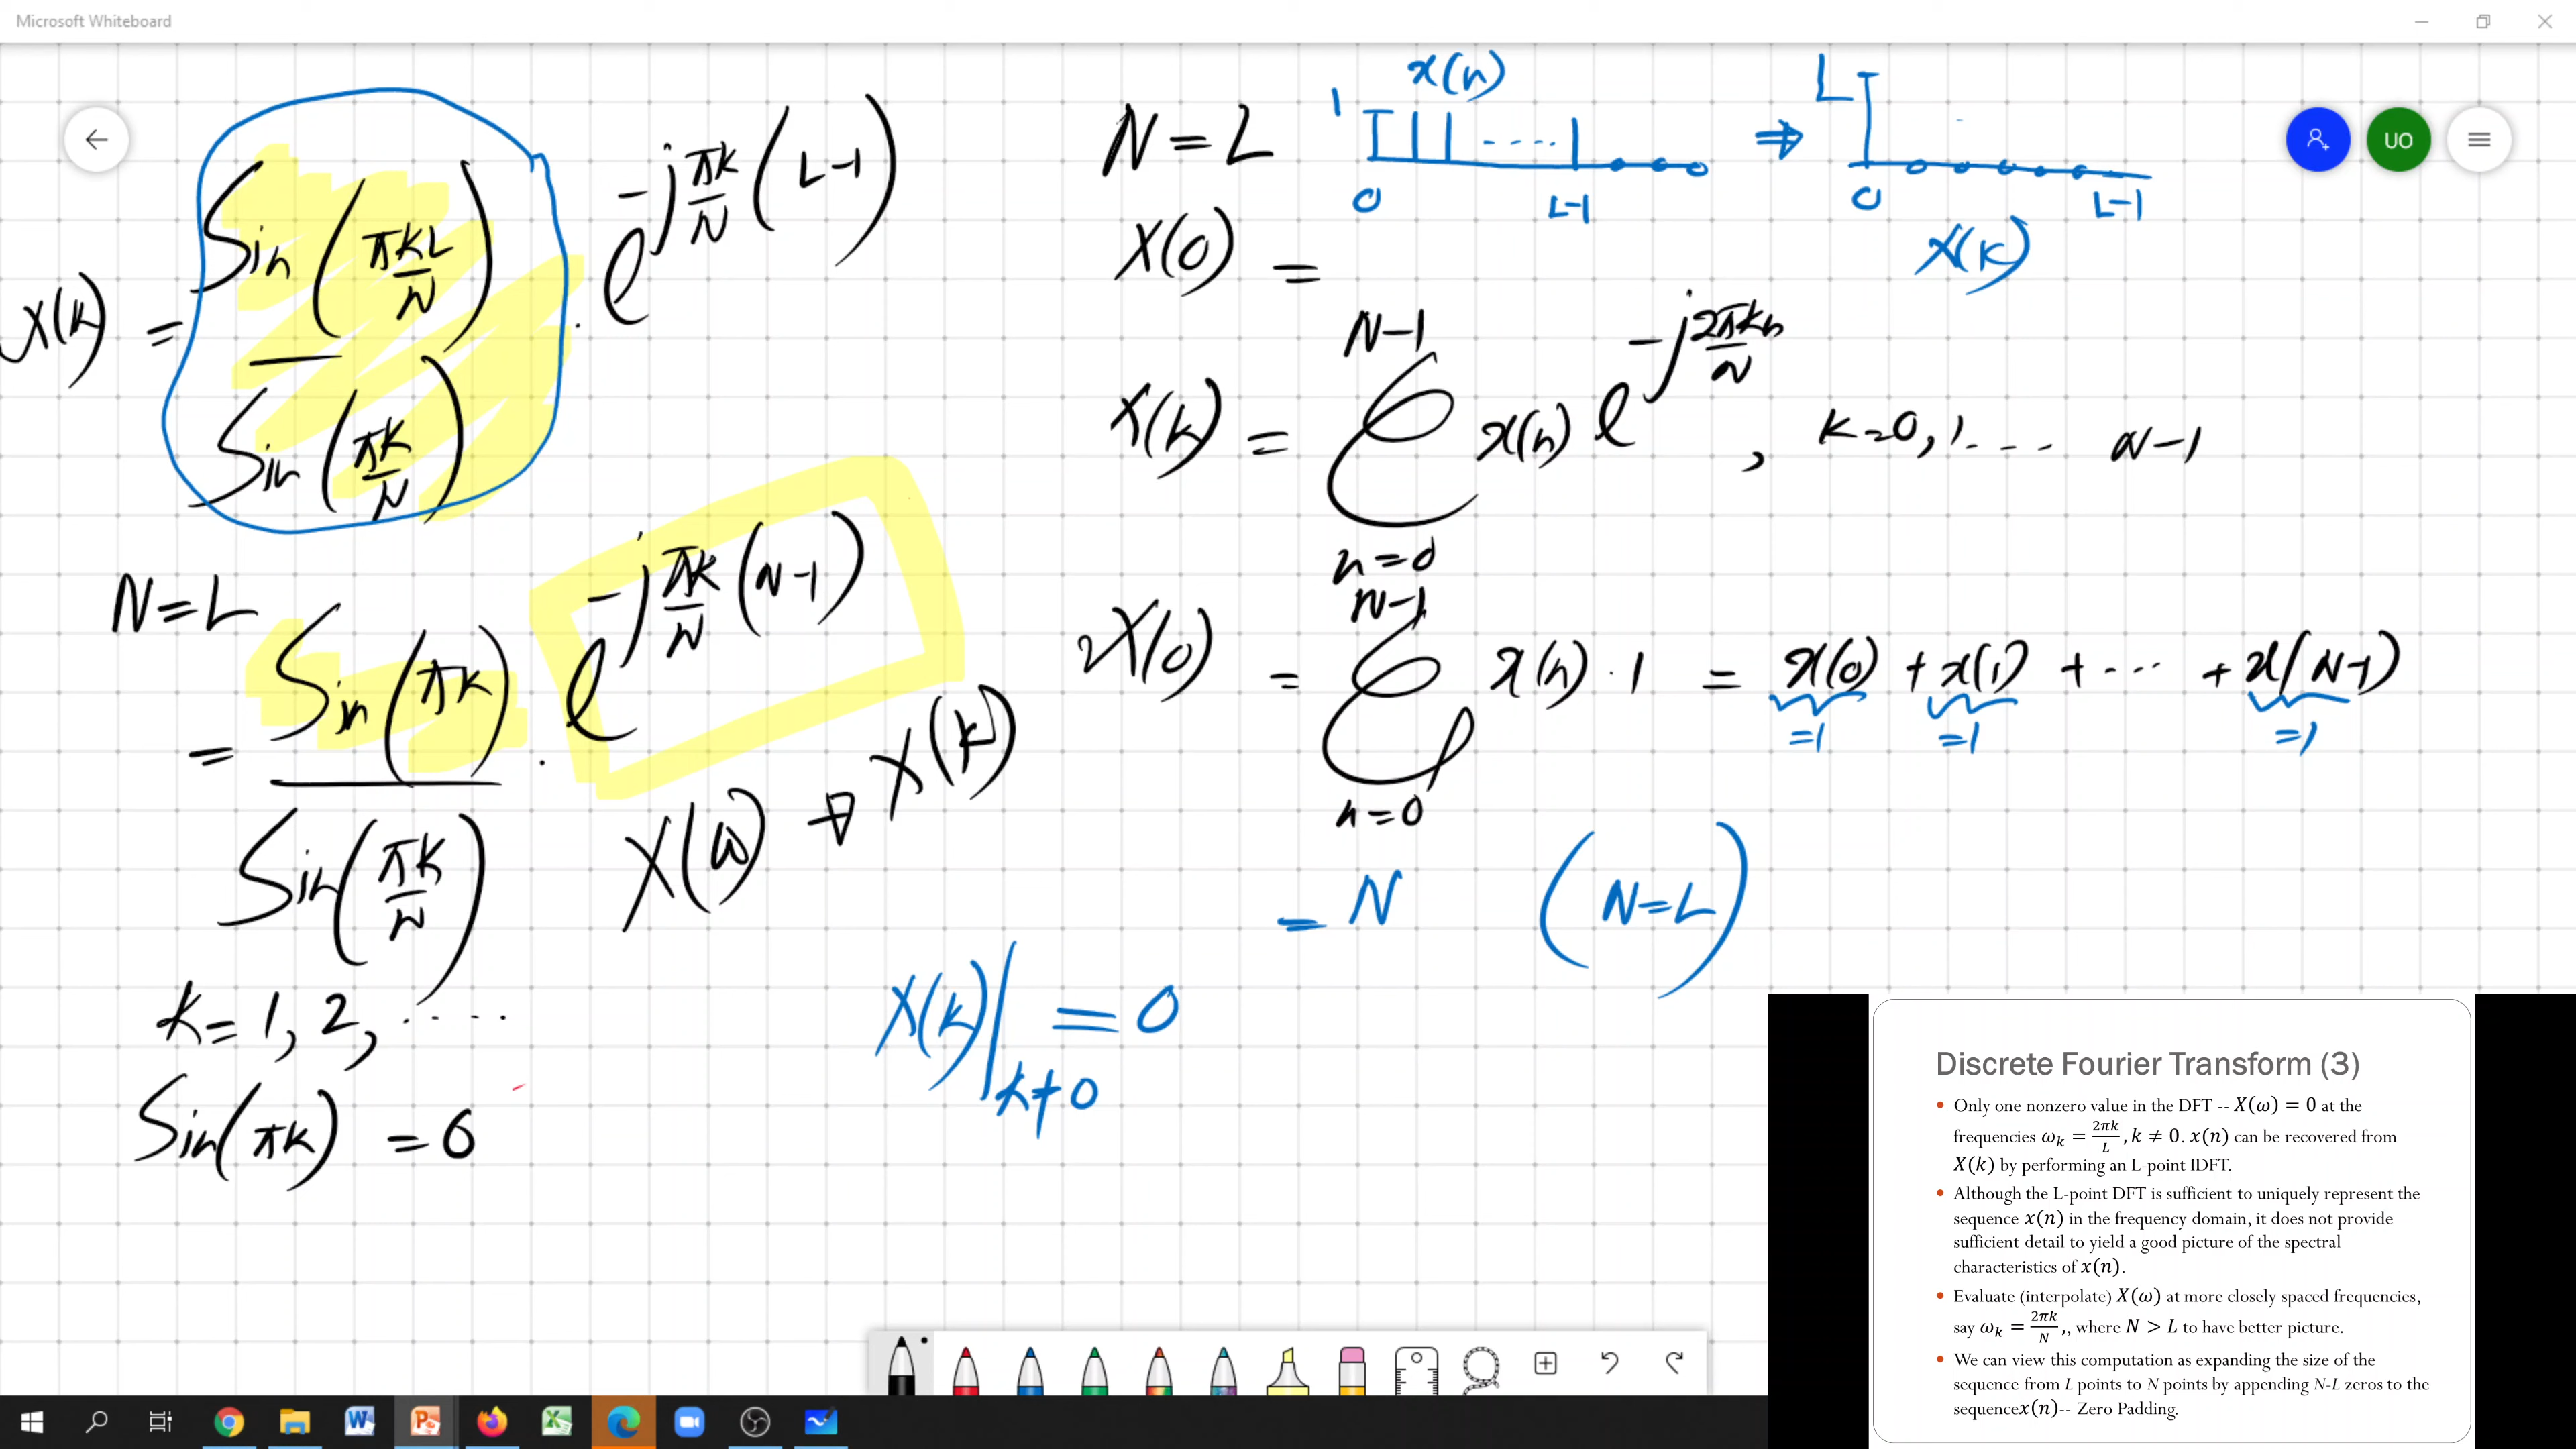 Microsoft Whiteboard
X(k) = Sin(πkL/N) / Sin(πk/N) · e^{-j πk/N (L-1)}
N=L
= Sin(πk) / Sin(πk/N) · e^{-j πk/N (N-1)}
X(ω) → X(k)
k=1, 2, ·····
Sin(πk) = 0
N = L
x(n)
1
0
L-1
⇒
L
0
L-1
X(k)
X(0) =
X(k) = Σ_{n=0}^{N-1} x(n) e^{-j 2πkn/N} , k=0, 1 ... N-1
X(0) = Σ_{n=0}^{N-1} x(n) · 1 = x(0) + x(1) + ··· + x(N-1)
=1 =1 =1
= N (N=L)
X(k)|_{k≠0} = 0
UO
Discrete Fourier Transform (3)
• Only one nonzero value in the DFT -- X(ω) = 0 at the
frequencies ω_k = 2πk/L , k ≠ 0. x(n) can be recovered from
X(k) by performing an L-point IDFT.
• Although the L-point DFT is sufficient to uniquely represent the
sequence x(n) in the frequency domain, it does not provide
sufficient detail to yield a good picture of the spectral
characteristics of x(n).
• Evaluate (interpolate) X(ω) at more closely spaced frequencies,
say ω_k = 2πk/N ,, where N > L to have better picture.
• We can view this computation as expanding the size of the
sequence from L points to N points by appending N-L zeros to the
sequencex(n)-- Zero Padding.